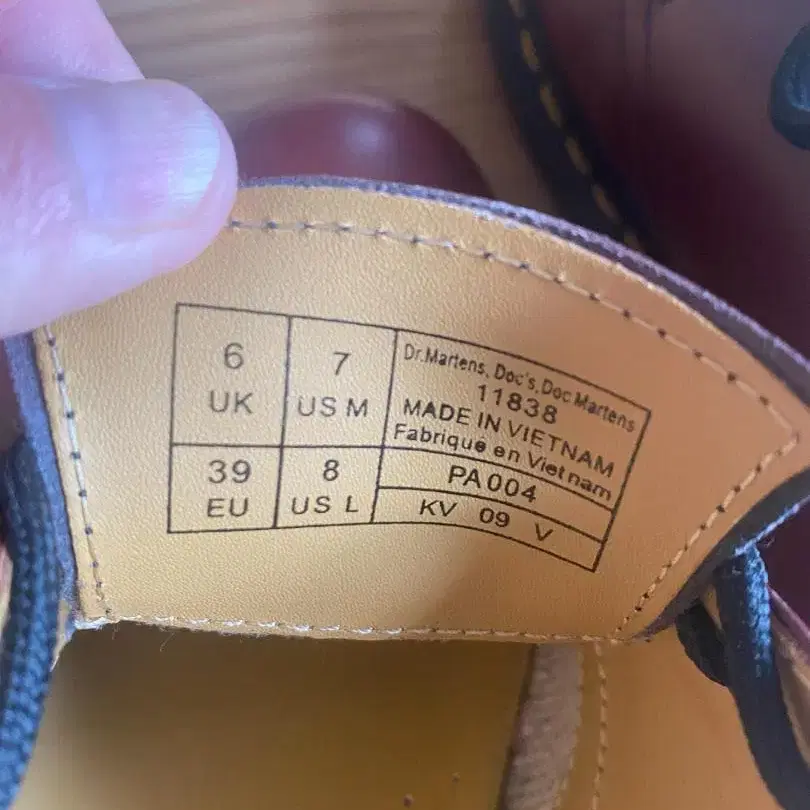 6
UK
7
US M
39
EU
8
US L
Dr.Martens, Doc's, Doc Martens
11838
MADE IN VIETNAM
Fabriqué en Vietnam
PA004
KV 09 V